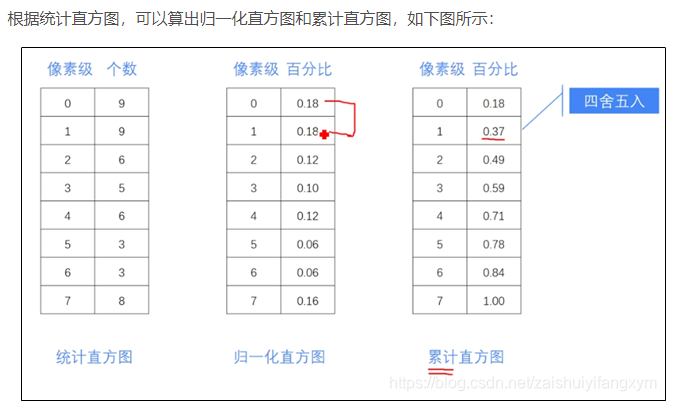 根据统计直方图，可以算出归一化直方图和累计直方图，如下图所示：
像素级 个数 像素级 百分比 像素级 百分比
四舍五入
0 9 0 0.18 0 0.18
1 9 1 0.18 1 0.37
2 6 2 0.12 2 0.49
3 5 3 0.10 3 0.59
4 6 4 0.12 4 0.71
5 3 5 0.06 5 0.78
6 3 6 0.06 6 0.84
7 8 7 0.16 7 1.00
统计直方图 归一化直方图 累计直方图
https://blog.csdn.net/zaishuiyifangxym